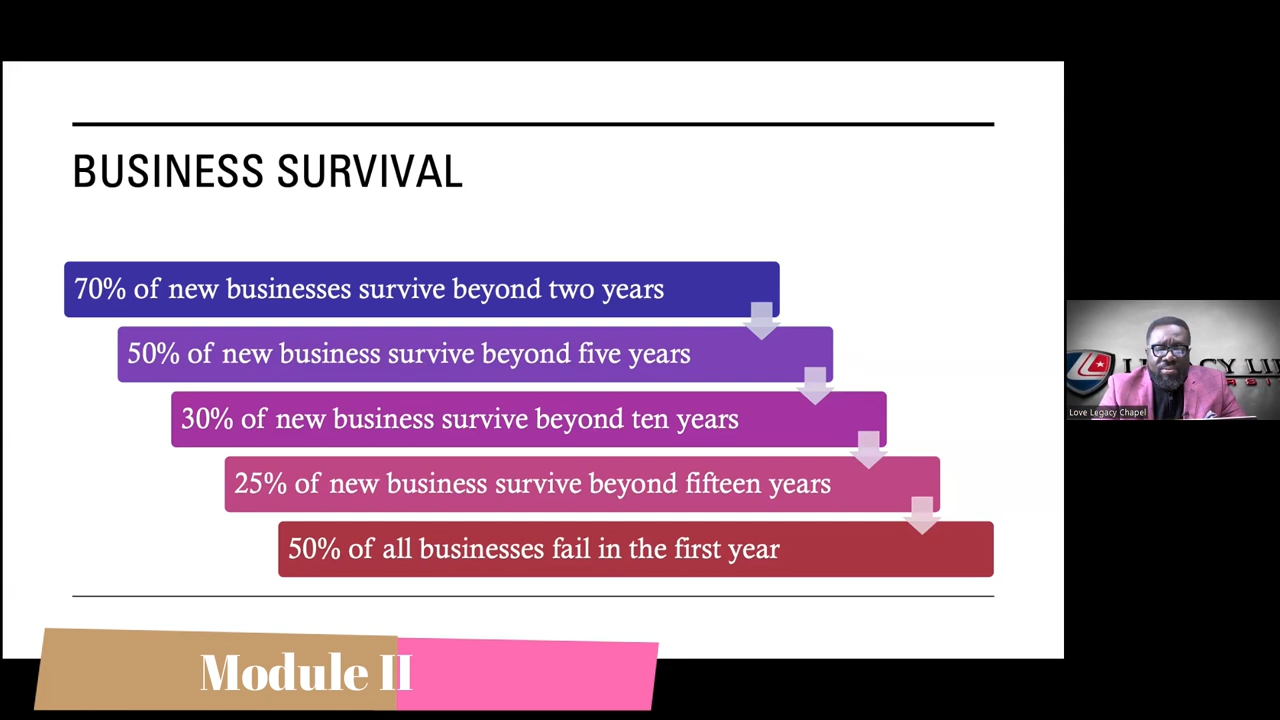 BUSINESS SURVIVAL
70% of new businesses survive beyond two years
50% of new business survive beyond five years
30% of new business survive beyond ten years
25% of new business survive beyond fifteen years
50% of all businesses fail in the first year
Love Legacy Chapel
Module II